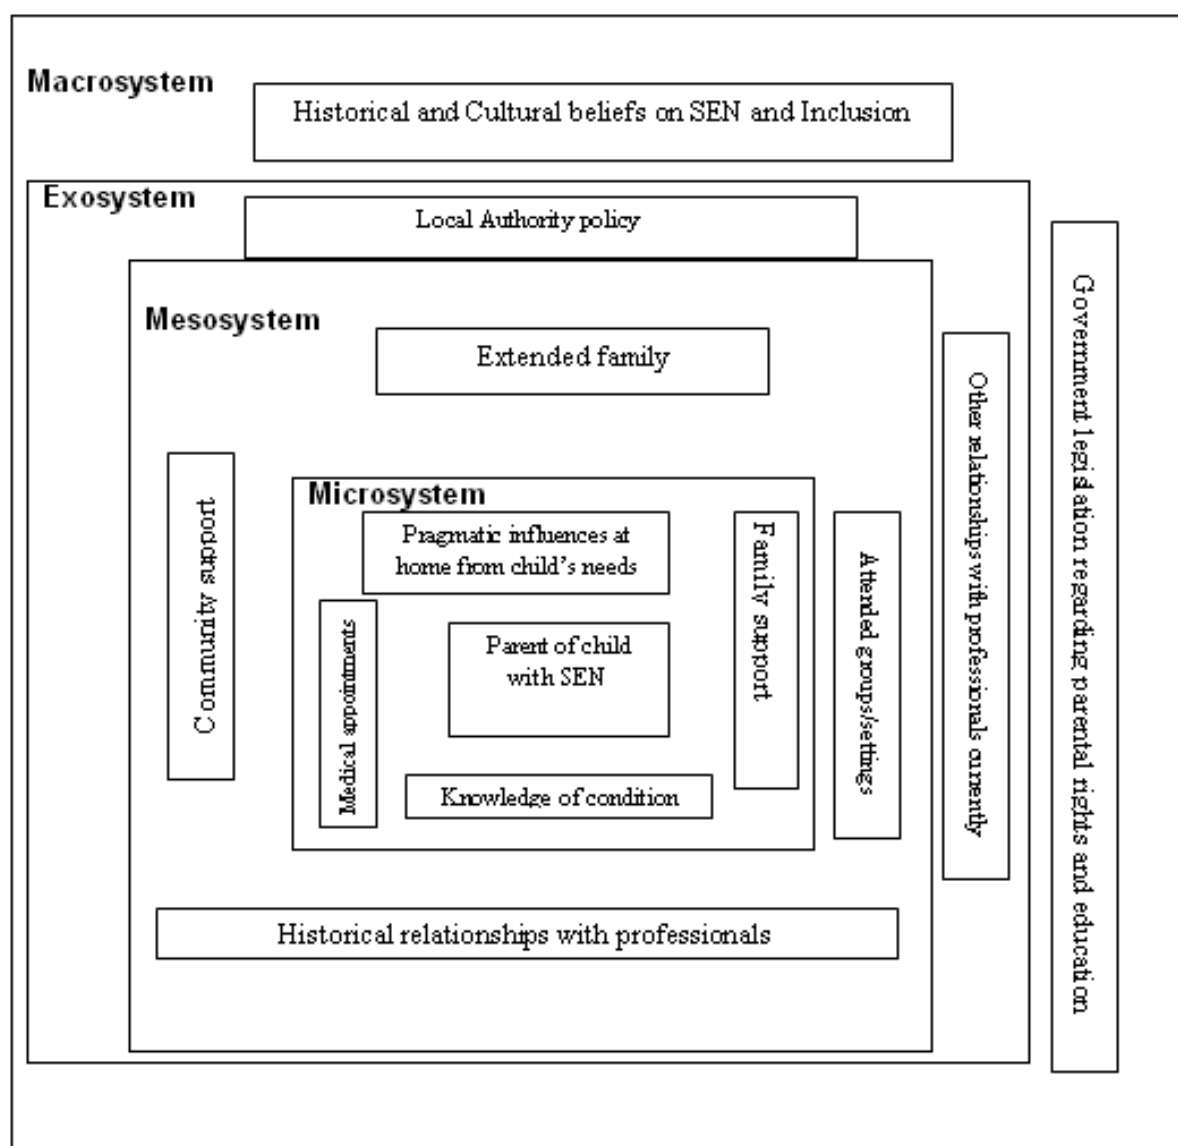 Macrosystem
Historical and Cultural beliefs on SEN and Inclusion
Exosystem
Local Authority policy
Mesosystem
Extended family
Community support
Microsystem
Pragmatic influences at
home from child's needs
Medical appointments
Parent of child
with SEN
Knowledge of condition
Family support
Attended groups/settings
Other relationships with professionals currently
Government legislation regarding parental rights and education
Historical relationships with professionals